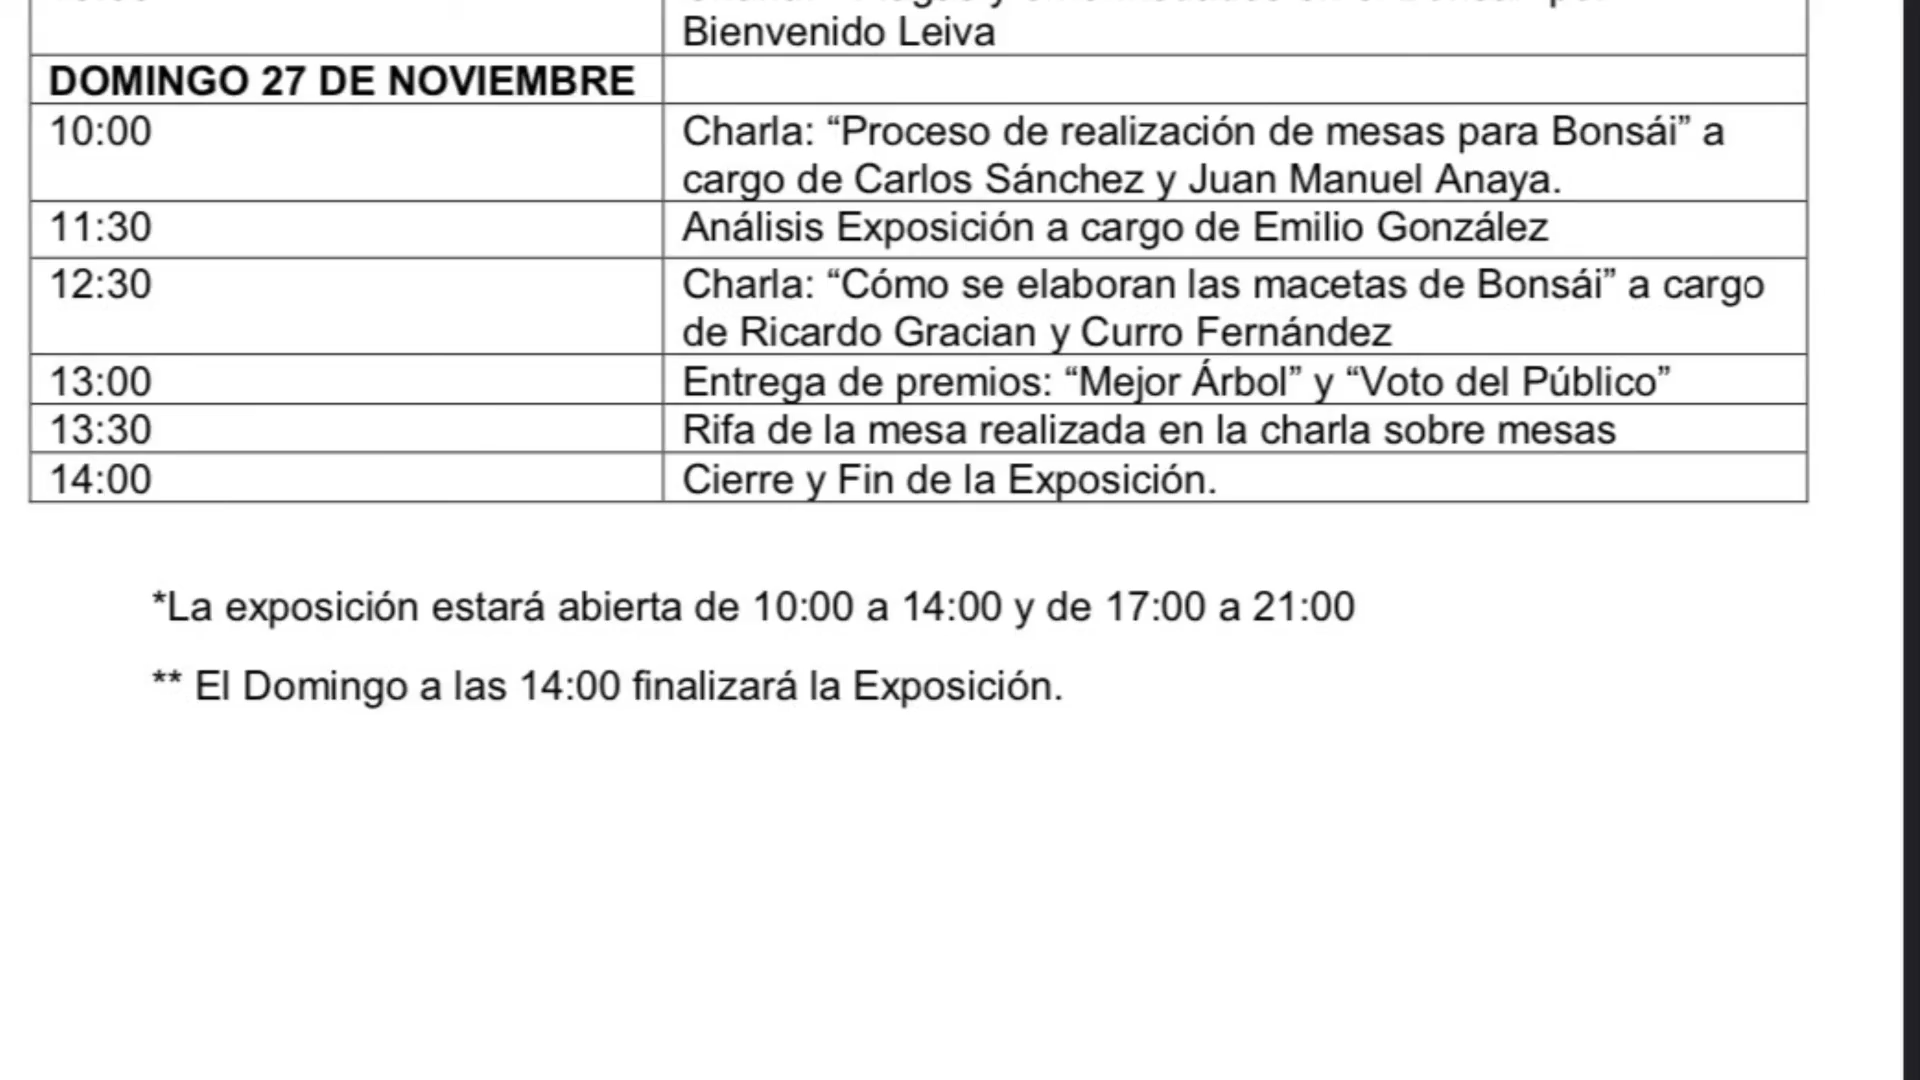 Bienvenido Leiva
DOMINGO 27 DE NOVIEMBRE
10:00
Charla: “Proceso de realización de mesas para Bonsái” a
cargo de Carlos Sánchez y Juan Manuel Anaya.
11:30
Análisis Exposición a cargo de Emilio González
12:30
Charla: “Cómo se elaboran las macetas de Bonsái” a cargo
de Ricardo Gracian y Curro Fernández
13:00
Entrega de premios: “Mejor Árbol” y “Voto del Público”
13:30
Rifa de la mesa realizada en la charla sobre mesas
14:00
Cierre y Fin de la Exposición.
*La exposición estará abierta de 10:00 a 14:00 y de 17:00 a 21:00
** El Domingo a las 14:00 finalizará la Exposición.